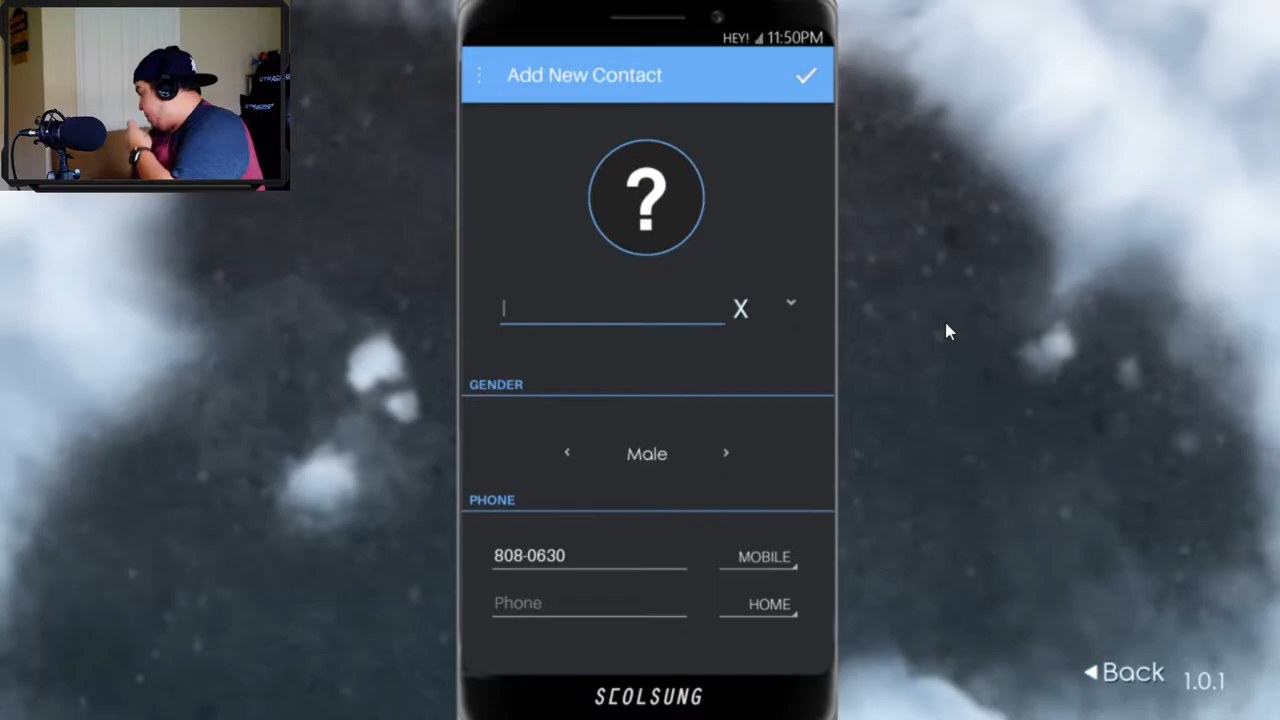 HEY! 11:50PM
Add New Contact
?
X
GENDER
Male
PHONE
808-0630 MOBILE
Phone HOME
Back 1.0.1
SCOLSUNG